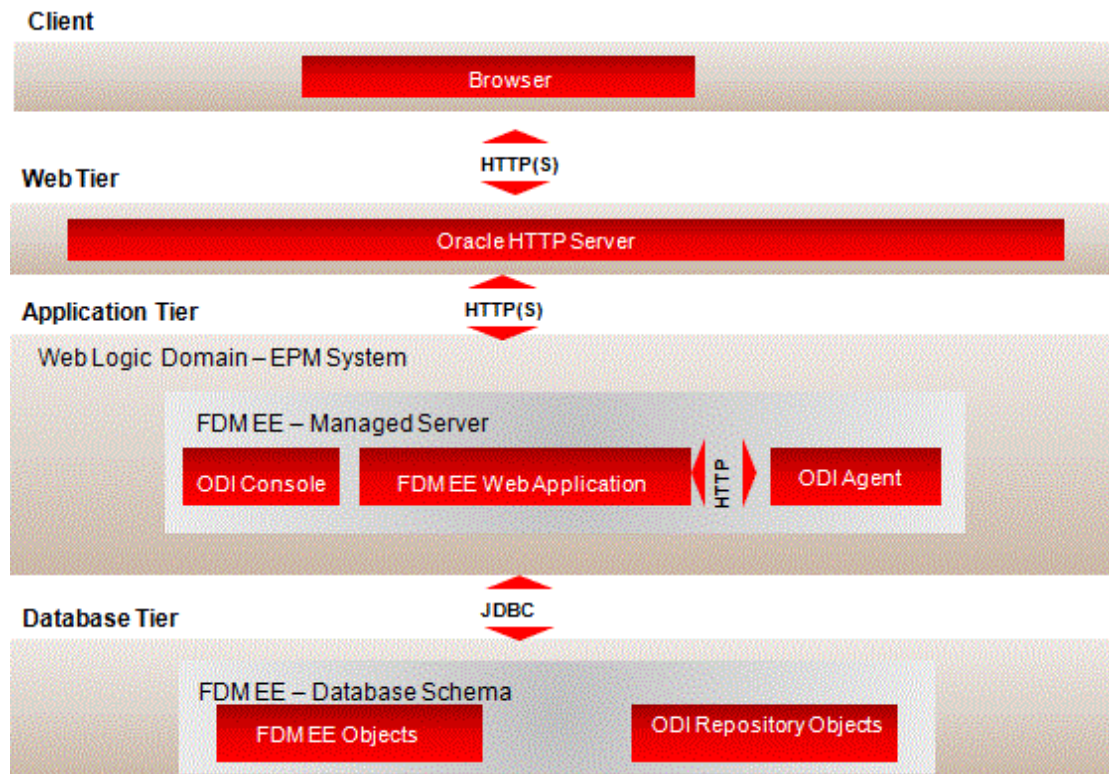 Client
Browser
HTTP(S)
Web Tier
Oracle HTTP Server
Application Tier
HTTP(S)
Web Logic Domain – EPM System
FDM EE – Managed Server
ODI Console
FDM EE Web Application
HTTP
ODI Agent
JDBC
Database Tier
FDM EE – Database Schema
FDM EE Objects
ODI Repository Objects